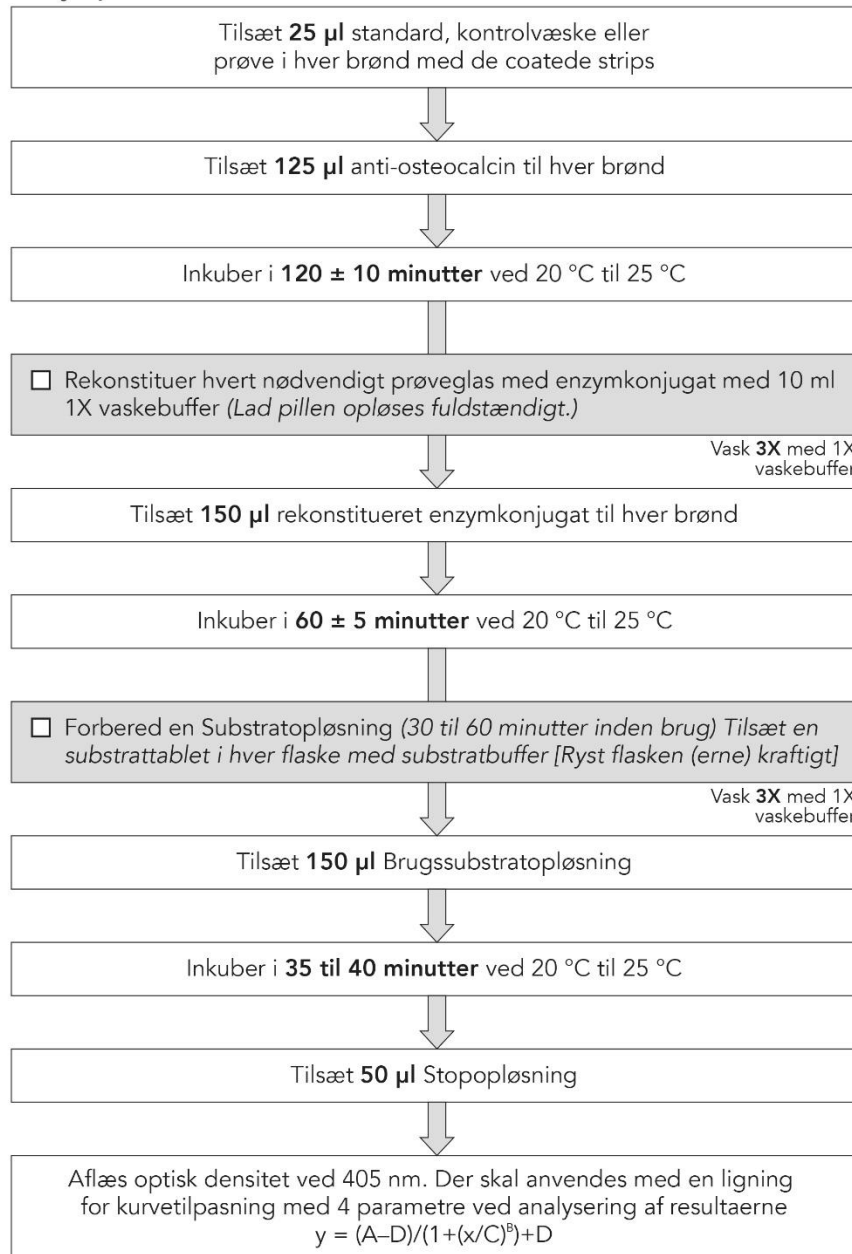 Tilsæt 25 µl standard, kontrolvæske eller
prøve i hver brønd med de coatede strips
Tilsæt 125 µl anti-osteocalcin til hver brønd
Inkuber i 120 ± 10 minutter ved 20 °C til 25 °C
☐ Rekonstituer hvert nødvendigt prøveglas med enzymkonjugat med 10 ml
1X vaskebuffer (Lad pillen opløses fuldstændigt.)
Vask 3X med 1X
vaskebuffer
Tilsæt 150 µl rekonstitueret enzymkonjugat til hver brønd
Inkuber i 60 ± 5 minutter ved 20 °C til 25 °C
☐ Forbered en Substratopløsning (30 til 60 minutter inden brug) Tilsæt en
substrattablet i hver flaske med substratbuffer [Ryst flasken (erne) kraftigt]
Vask 3X med 1X
vaskebuffer
Tilsæt 150 µl Brugssubstratopløsning
Inkuber i 35 til 40 minutter ved 20 °C til 25 °C
Tilsæt 50 µl Stopopløsning
Aflæs optisk densitet ved 405 nm. Der skal anvendes med en ligning
for kurvetilpasning med 4 parametre ved analysering af resultaerne
y = (A–D)/(1+(x/C)ᴮ)+D